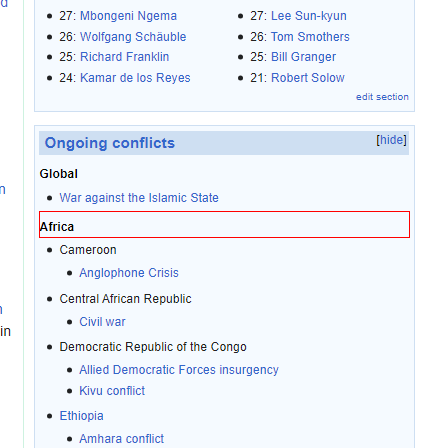 d
27: Mbongeni Ngema
26: Wolfgang Schäuble
25: Richard Franklin
24: Kamar de los Reyes
27: Lee Sun-kyun
26: Tom Smothers
25: Bill Granger
21: Robert Solow
edit section
Ongoing conflicts
[hide]
Global
War against the Islamic State
n
Africa
Cameroon
Anglophone Crisis
Central African Republic
Civil war
in
Democratic Republic of the Congo
Allied Democratic Forces insurgency
Kivu conflict
Ethiopia
Amhara conflict